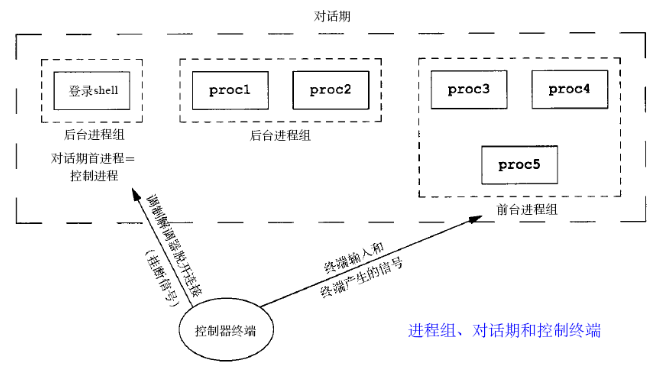 对话期
登录shell
proc1
proc2
proc3
proc4
proc5
后台进程组
后台进程组
前台进程组
对话期首进程＝
控制进程
调制解调器脱开连接
（挂断信号）
终端输入和
终端产生的信号
控制器终端
进程组、对话期和控制终端